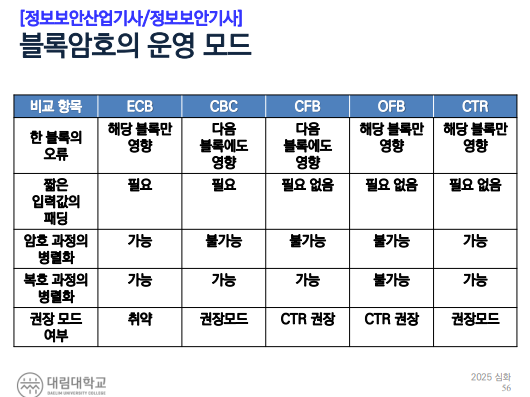 [정보보안산업기사/정보보안기사]
블록암호의 운영 모드
비교 항목 ECB CBC CFB OFB CTR
한 블록의 오류 해당 블록만 영향 다음 블록에도 영향 다음 블록에도 영향 해당 블록만 영향 해당 블록만 영향
짧은 입력값의 패딩 필요 필요 필요 없음 필요 없음 필요 없음
암호 과정의 병렬화 가능 불가능 불가능 불가능 가능
복호 과정의 병렬화 가능 가능 가능 불가능 가능
권장 모드 여부 취약 권장모드 CTR 권장 CTR 권장 권장모드
대림대학교
DAELIM UNIVERSITY COLLEGE
2025 심화
56